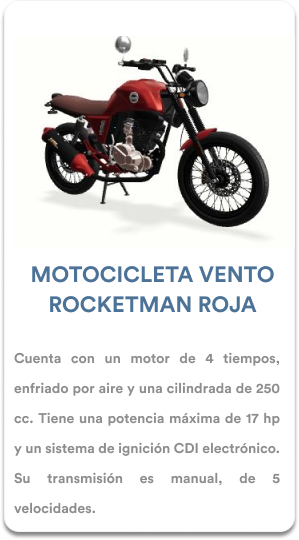 MOTOCICLETA VENTO
ROCKETMAN ROJA
Cuenta con un motor de 4 tiempos,
enfriado por aire y una cilindrada de 250
cc. Tiene una potencia máxima de 17 hp
y un sistema de ignición CDI electrónico.
Su transmisión es manual, de 5
velocidades.